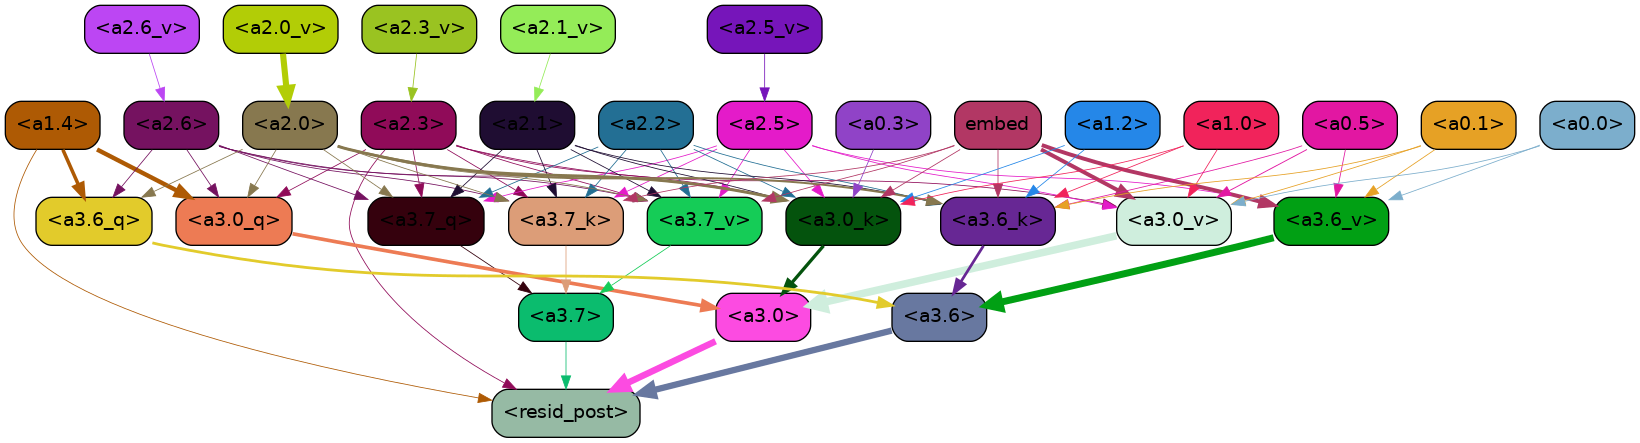 <a2.6_v> <a2.0_v> <a2.3_v> <a2.1_v> <a2.5_v>
<a1.4> <a2.6> <a2.0> <a2.3> <a2.1> <a2.2> <a2.5> <a0.3> embed <a1.2> <a1.0> <a0.5> <a0.1> <a0.0>
<a3.6_q> <a3.0_q> <a3.7_q> <a3.7_k> <a3.7_v> <a3.0_k> <a3.6_k> <a3.0_v> <a3.6_v>
<a3.7> <a3.0> <a3.6>
<resid_post>